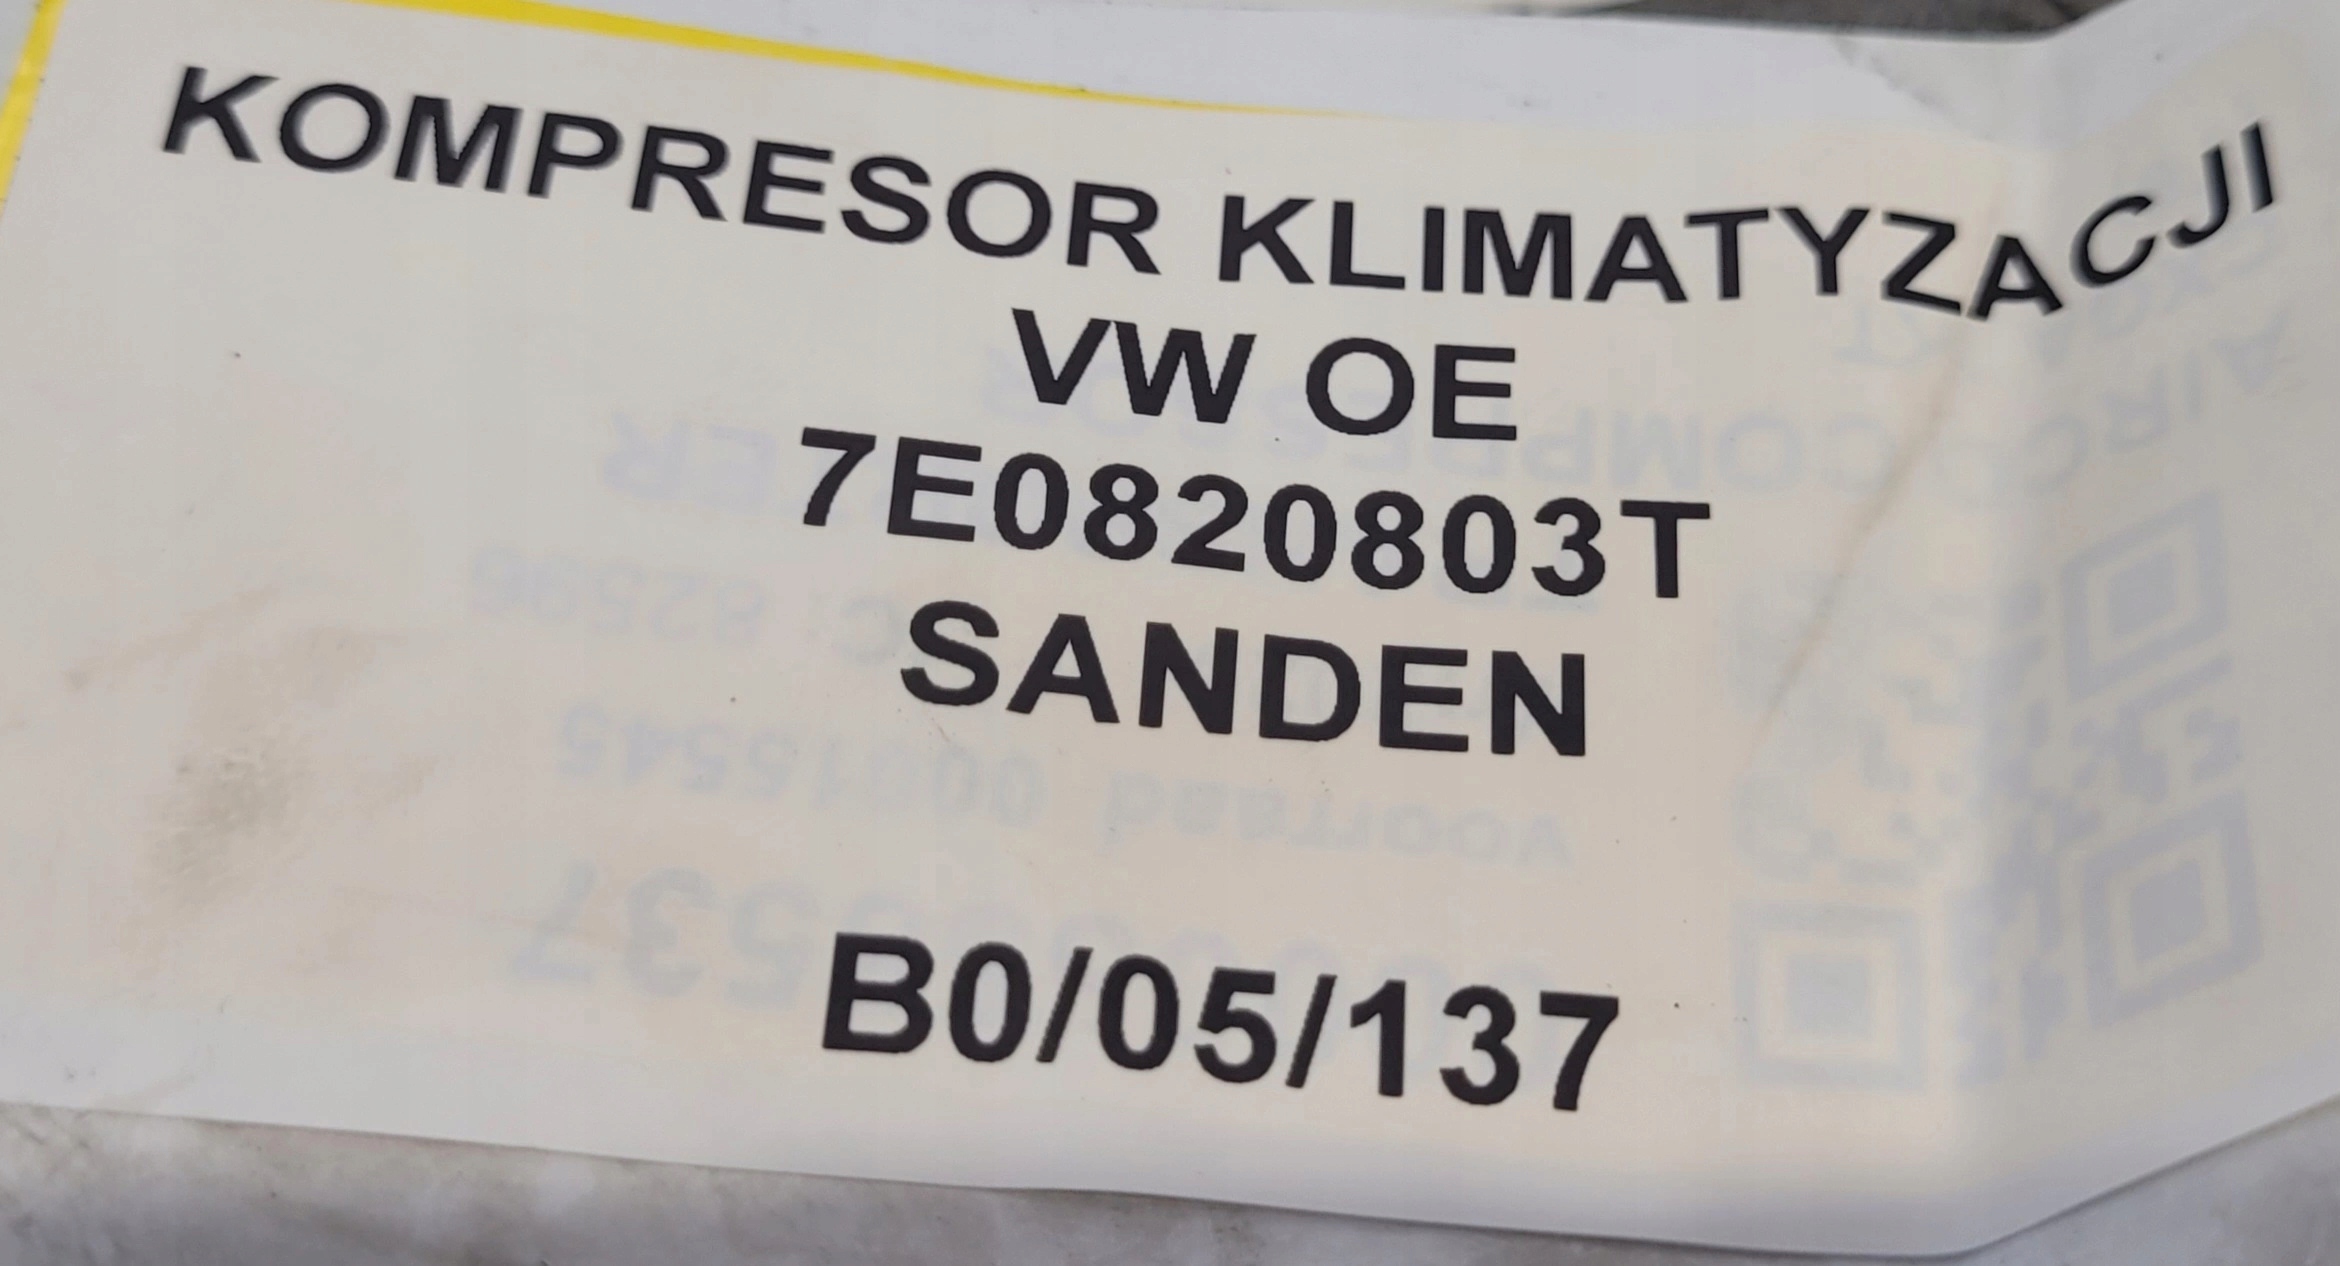 KOMPRESOR KLIMATYZACJI
VW OE
7E0820803T
SANDEN
B0/05/137